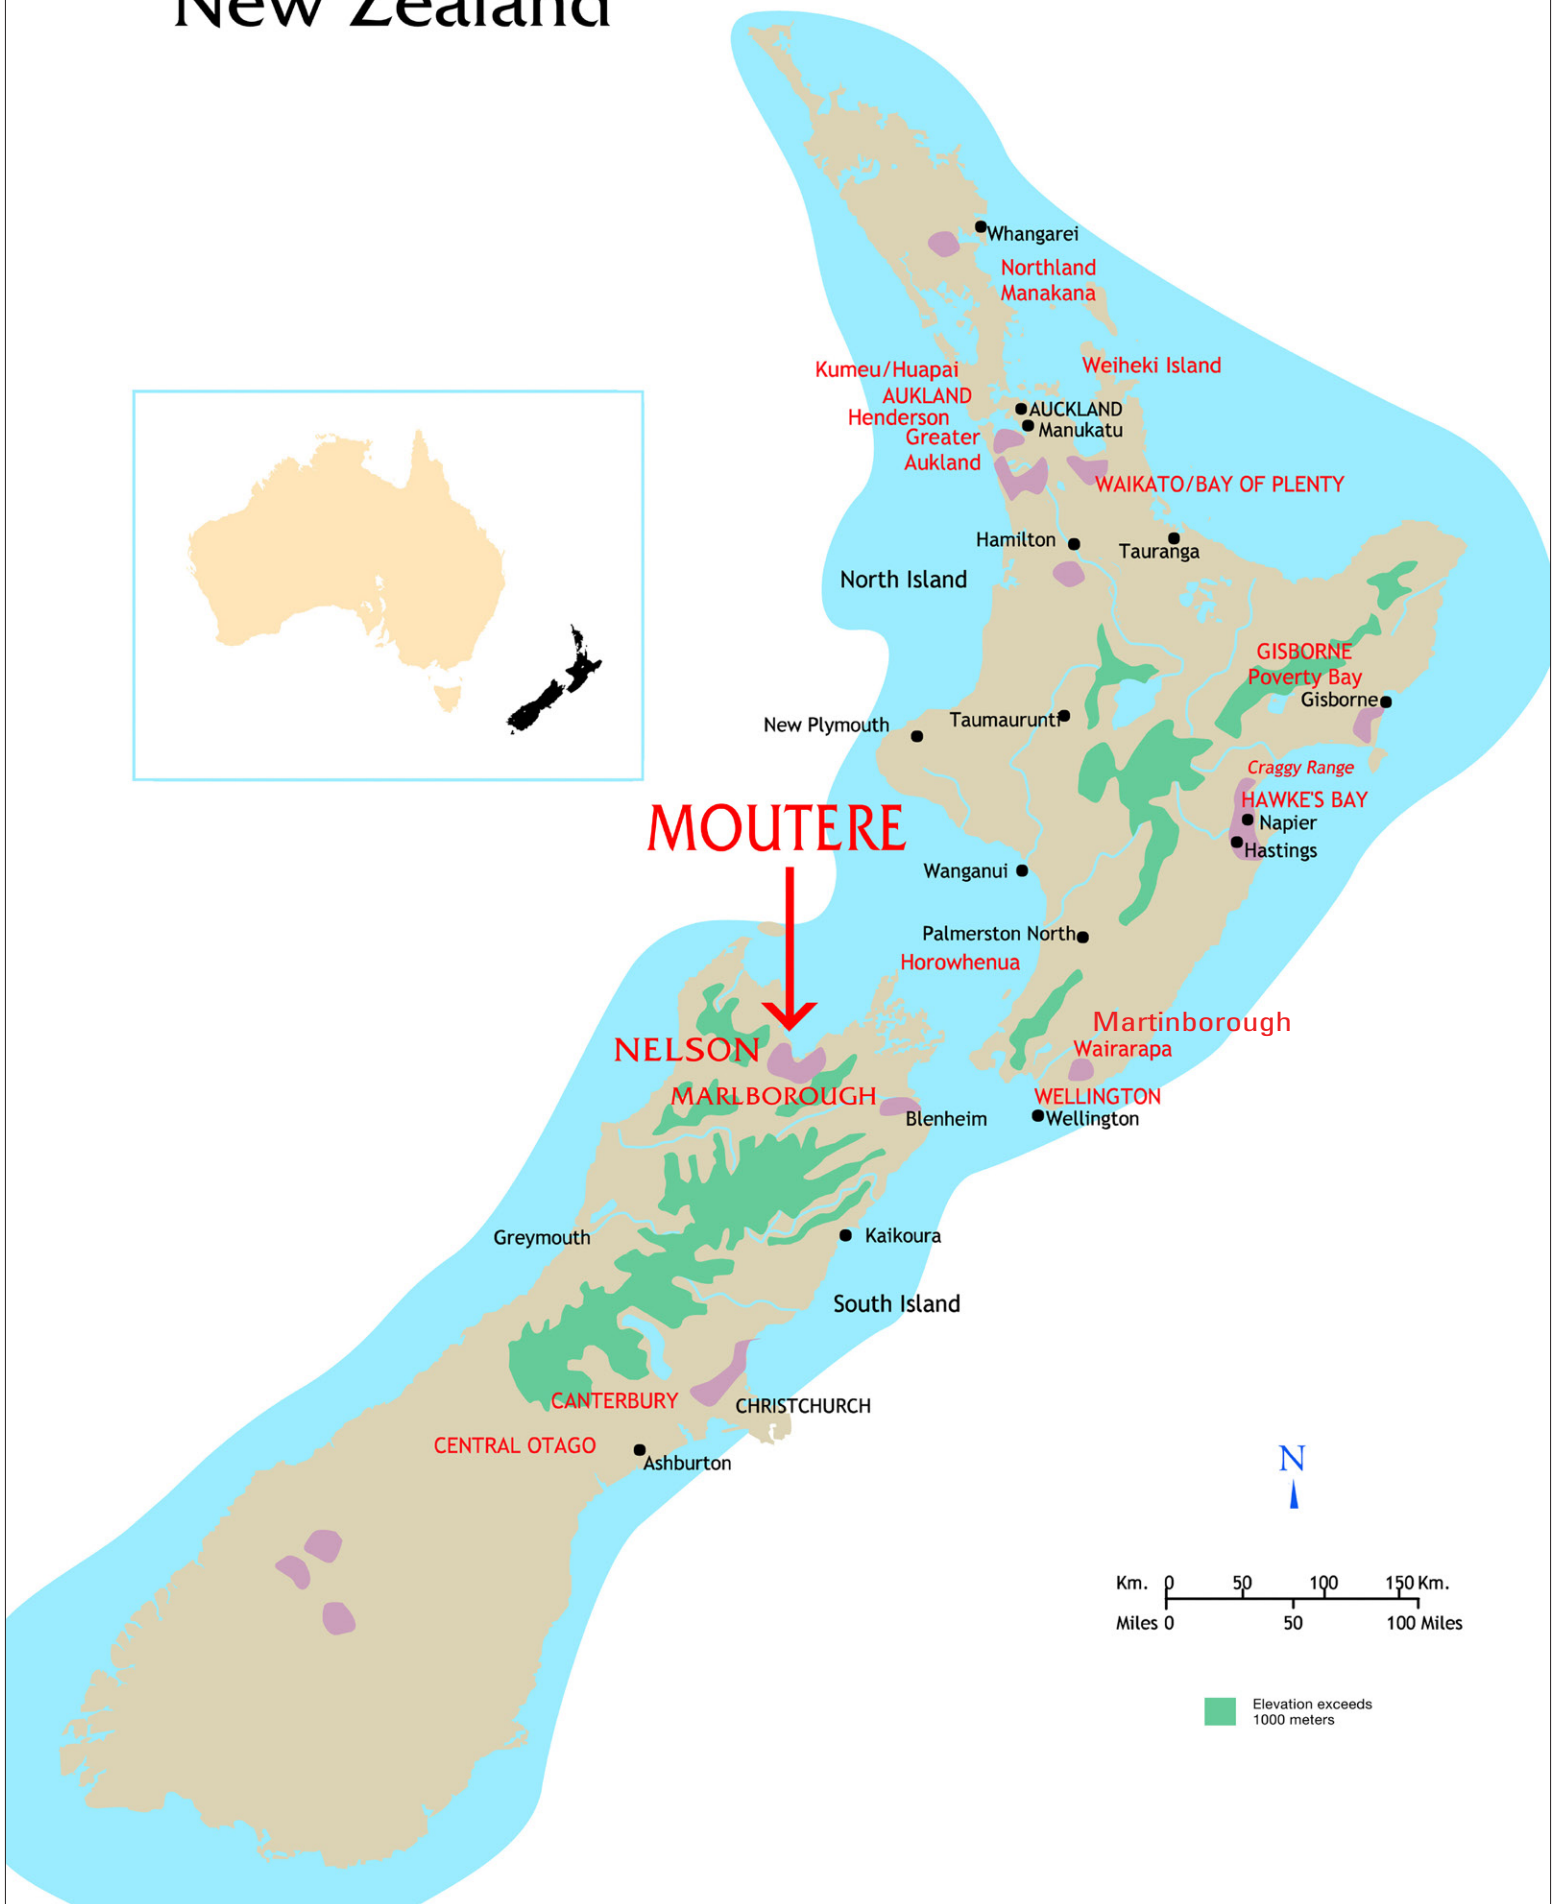 New Zealand
Whangarei
Northland
Manakana
Kumeu/Huapai
Weiheki Island
AUKLAND
AUCKLAND
Henderson
Manukatu
Greater
Aukland
WAIKATO/BAY OF PLENTY
Hamilton
Tauranga
North Island
GISBORNE
Poverty Bay
Gisborne
New Plymouth
Taumaurunti
Craggy Range
HAWKE'S BAY
Napier
Hastings
MOUTERE
Wanganui
Palmerston North
Horowhenua
Martinborough
Wairarapa
NELSON
MARLBOROUGH
WELLINGTON
Wellington
Blenheim
Greymouth
Kaikoura
South Island
CANTERBURY
CHRISTCHURCH
CENTRAL OTAGO
Ashburton
N
Km. 0 50 100 150 Km.
Miles 0 50 100 Miles
Elevation exceeds
1000 meters